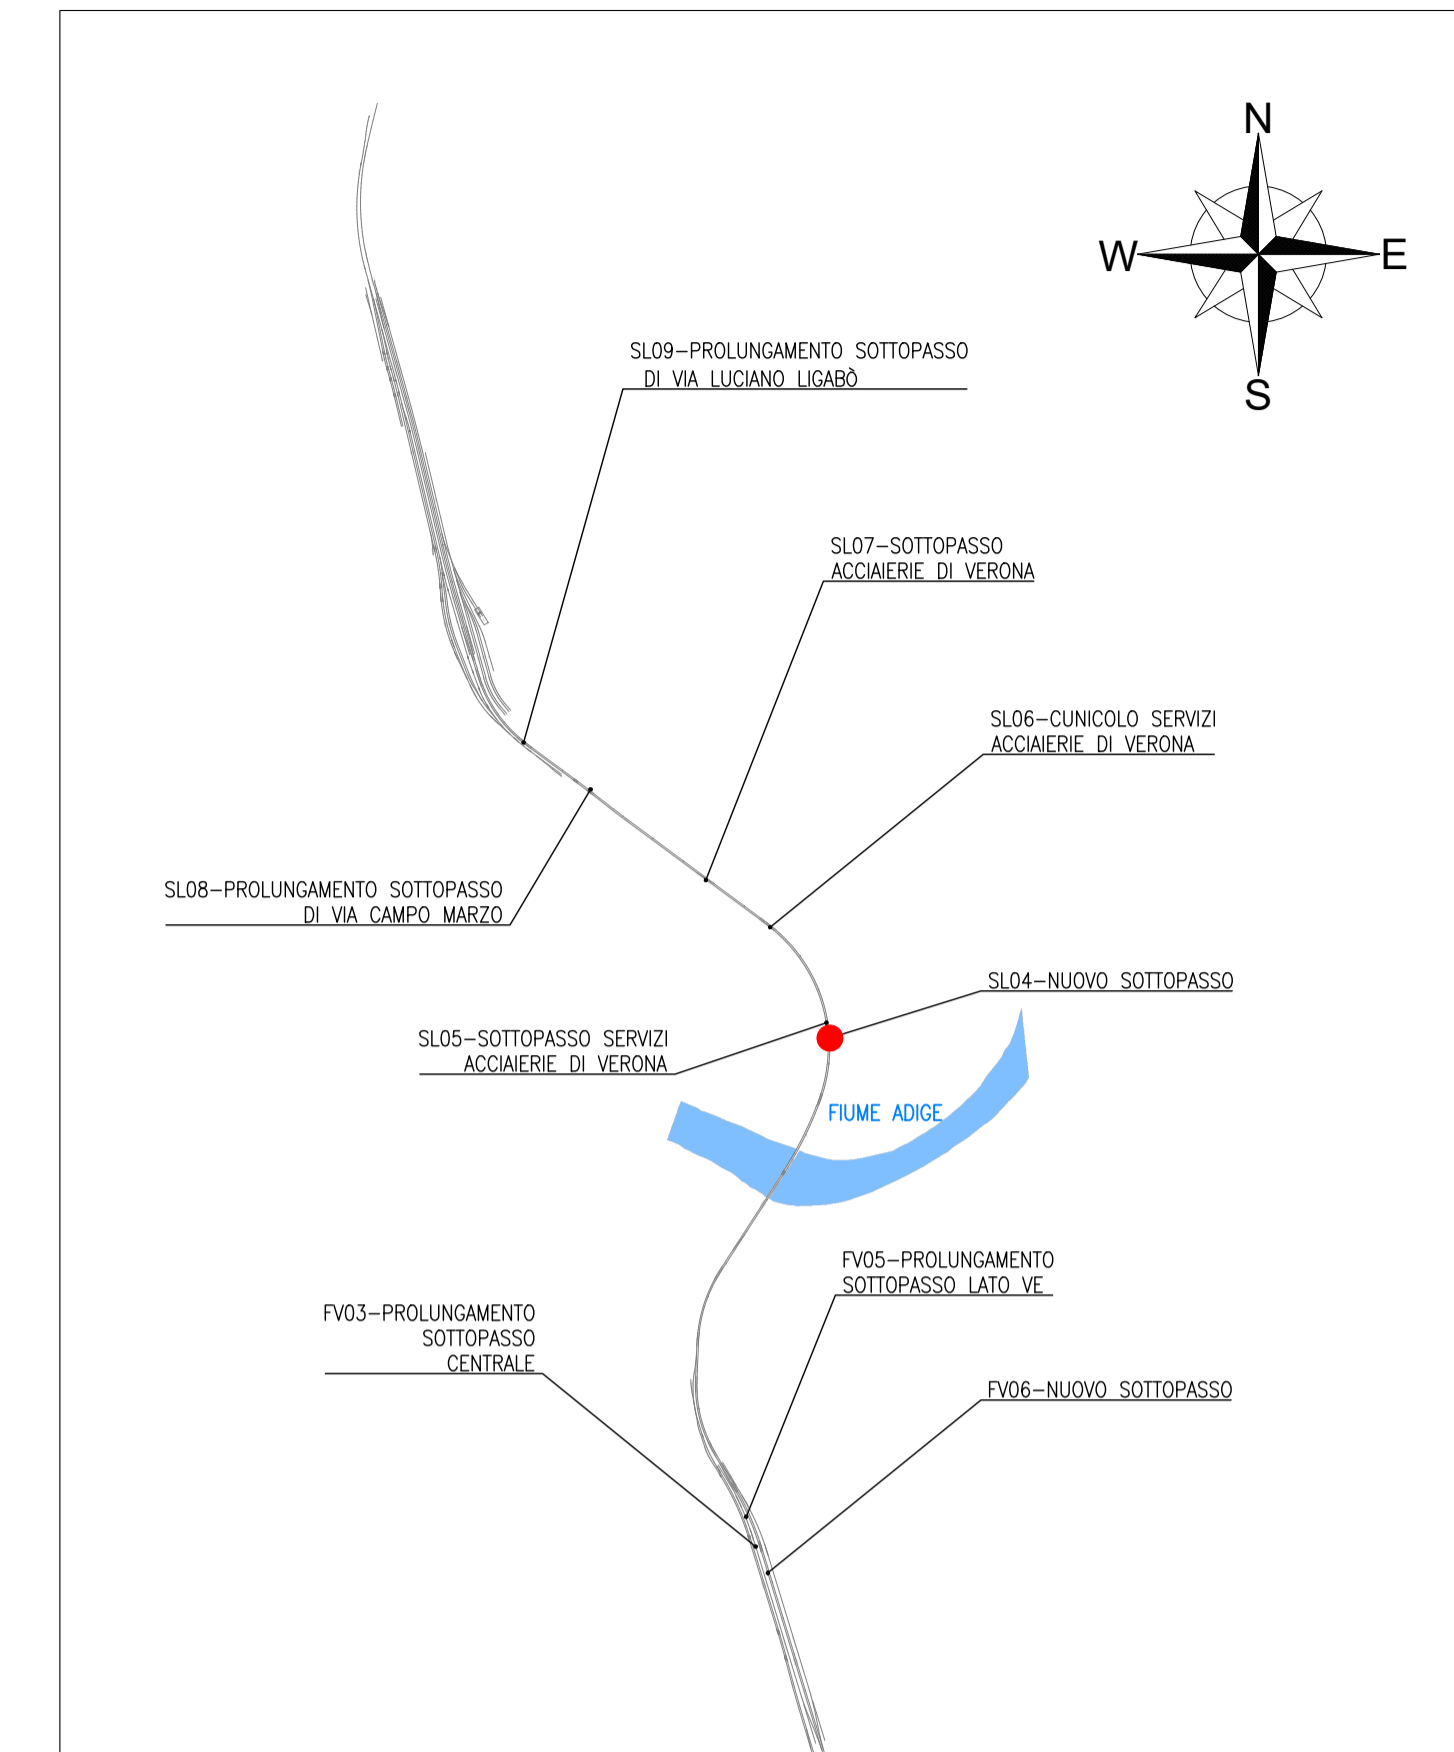 N
W
E
S
SL09-PROLUNGAMENTO SOTTOPASSO
DI VIA LUCIANO LIGABÒ
SL07-SOTTOPASSO
ACCIAIERIE DI VERONA
SL06-CUNICOLO SERVIZI
ACCIAIERIE DI VERONA
SL08-PROLUNGAMENTO SOTTOPASSO
DI VIA CAMPO MARZO
SL04-NUOVO SOTTOPASSO
SL05-SOTTOPASSO SERVIZI
ACCIAIERIE DI VERONA
FIUME ADIGE
FV05-PROLUNGAMENTO
SOTTOPASSO LATO VE
FV03-PROLUNGAMENTO
SOTTOPASSO
CENTRALE
FV06-NUOVO SOTTOPASSO